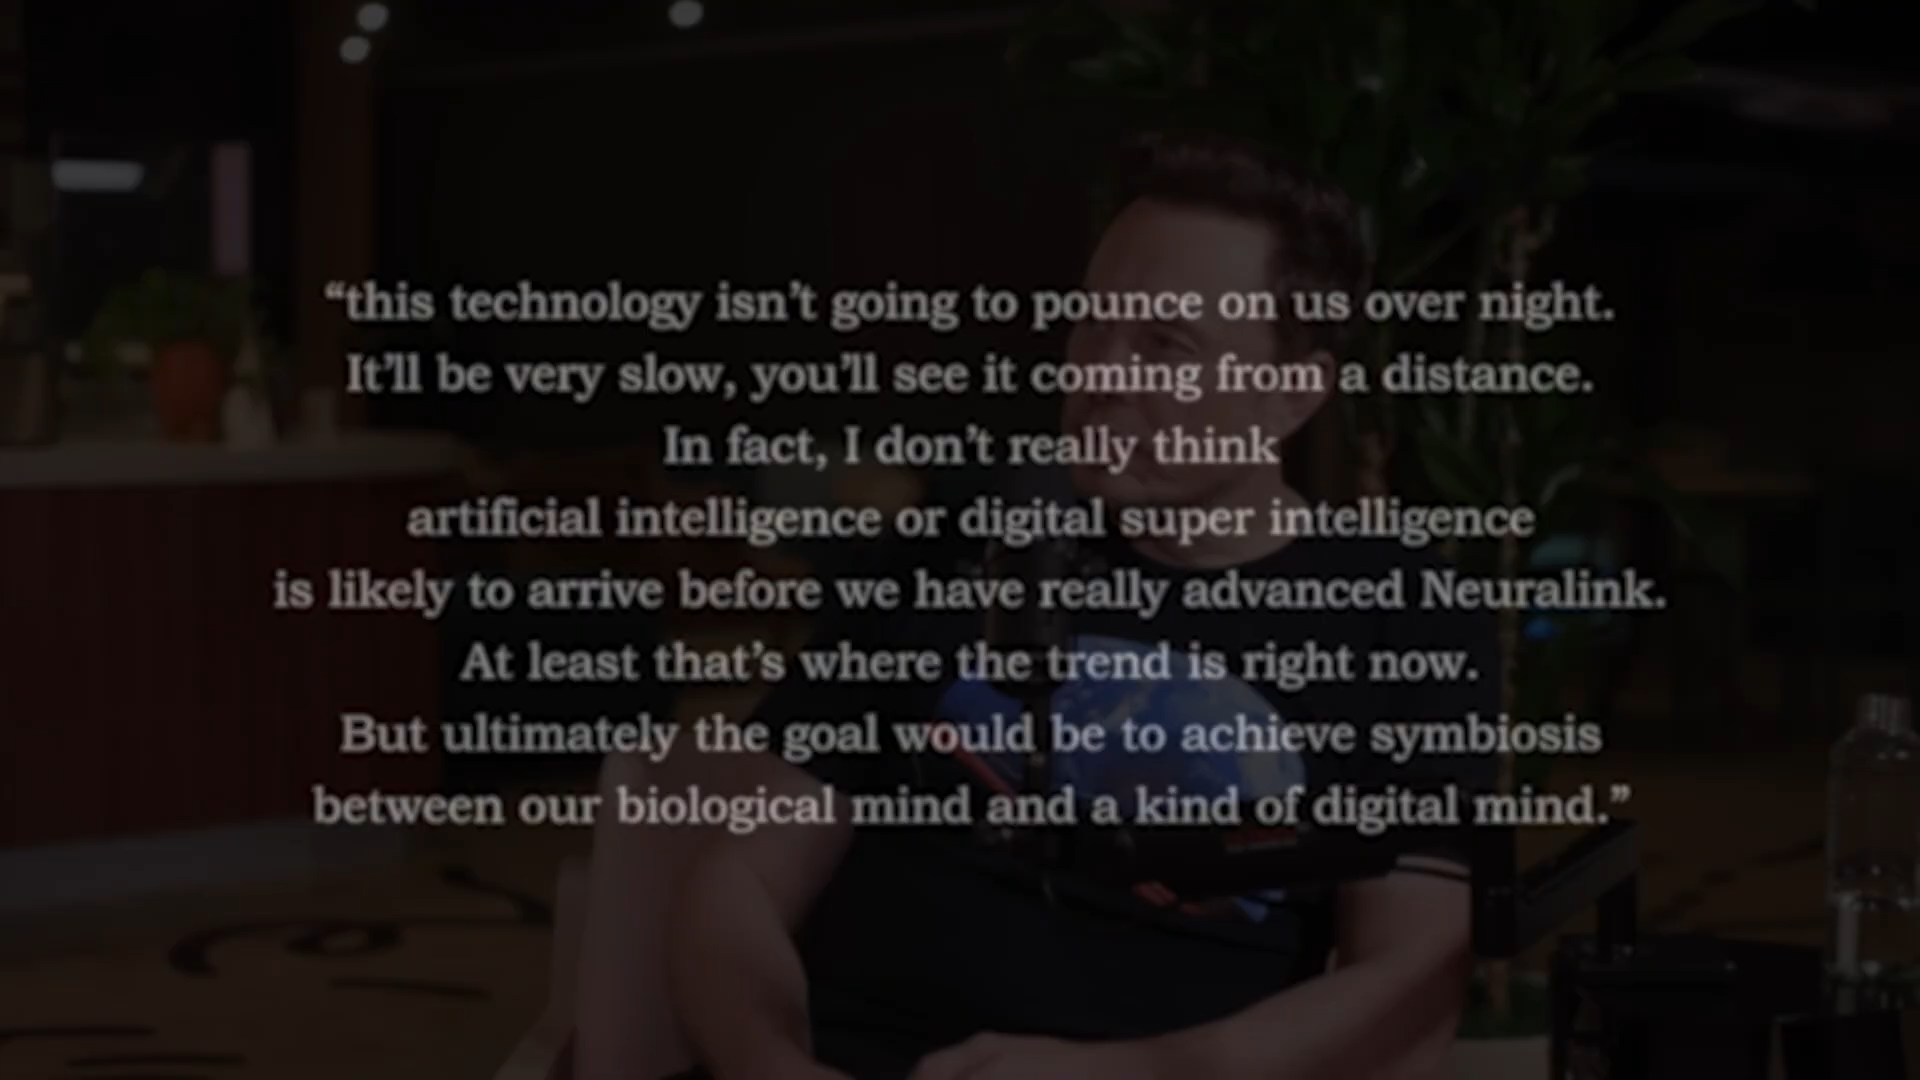 “this technology isn’t going to pounce on us over night.
It’ll be very slow, you’ll see it coming from a distance.
In fact, I don’t really think
artificial intelligence or digital super intelligence
is likely to arrive before we have really advanced Neuralink.
At least that’s where the trend is right now.
But ultimately the goal would be to achieve symbiosis
between our biological mind and a kind of digital mind.”